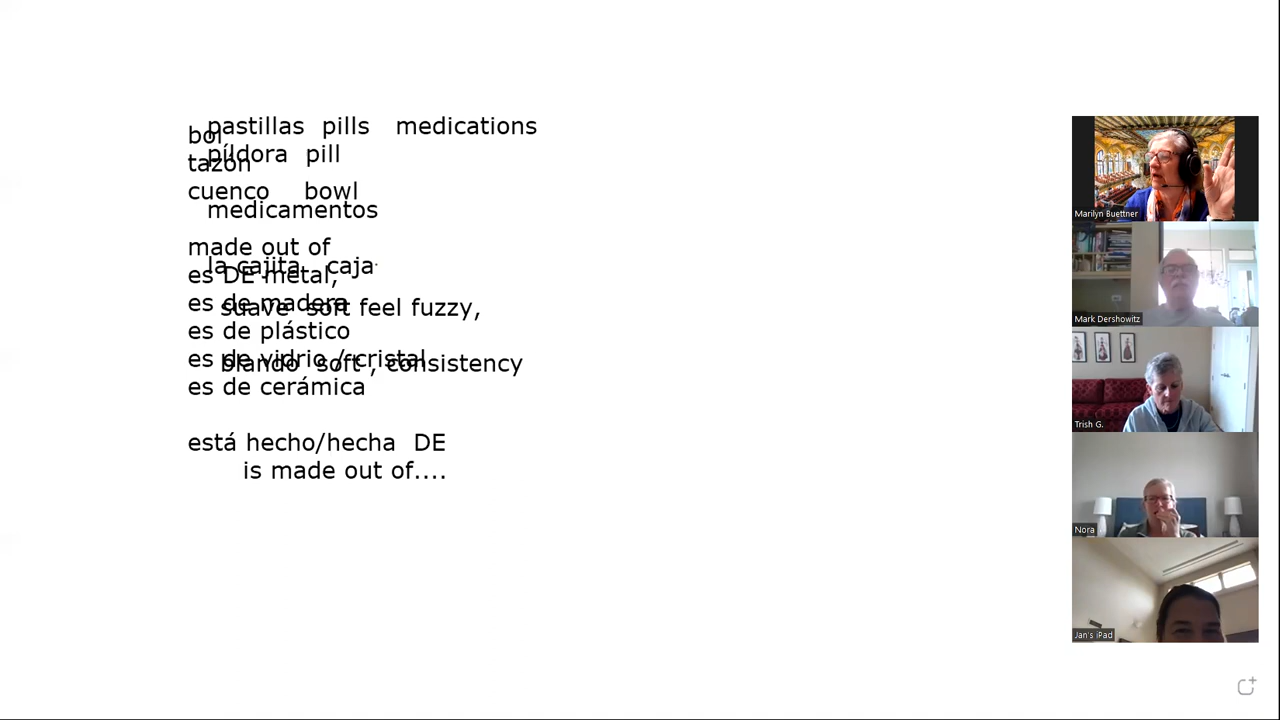 pastillas pills medications
bol
píldora pill
tazón
cuenco bowl
medicamentos
made out of
la cajita caja
es DE metal,
es de madera
suave soft feel fuzzy,
es de plástico
es de vidrio / cristal
blando soft , consistency
es de cerámica
está hecho/hecha DE
is made out of....
Marilyn Buettner
Mark Dershowitz
Trish G.
Nora
Jan's iPad